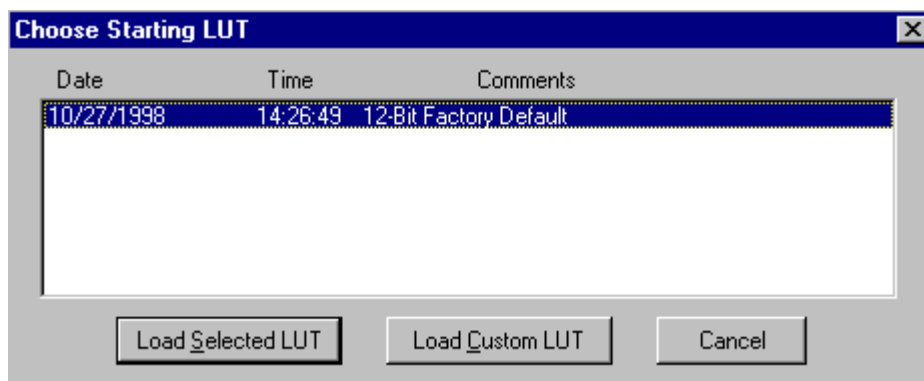 Choose Starting LUT
Date Time Comments
10/27/1998 14:26:49 12-Bit Factory Default
Load Selected LUT Load Custom LUT Cancel